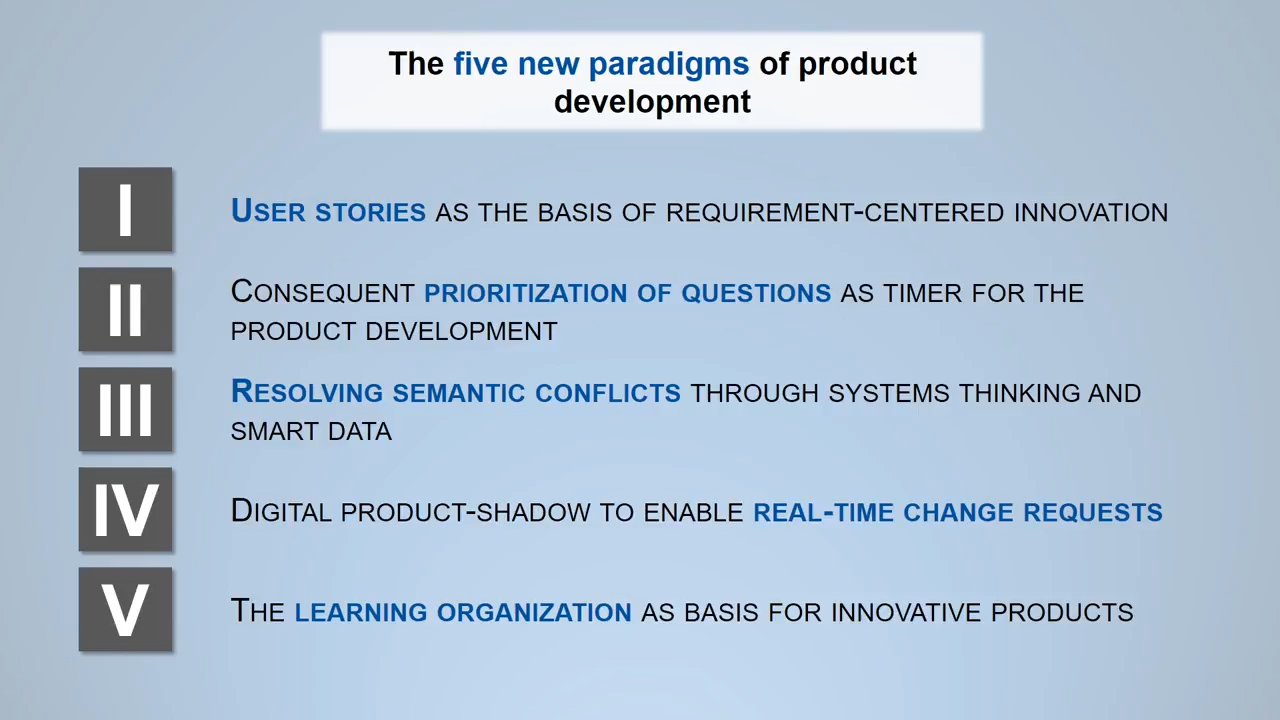 The five new paradigms of product
development
I
USER STORIES AS THE BASIS OF REQUIREMENT-CENTERED INNOVATION
II
CONSEQUENT PRIORITIZATION OF QUESTIONS AS TIMER FOR THE
PRODUCT DEVELOPMENT
III
RESOLVING SEMANTIC CONFLICTS THROUGH SYSTEMS THINKING AND
SMART DATA
IV
DIGITAL PRODUCT-SHADOW TO ENABLE REAL-TIME CHANGE REQUESTS
V
THE LEARNING ORGANIZATION AS BASIS FOR INNOVATIVE PRODUCTS